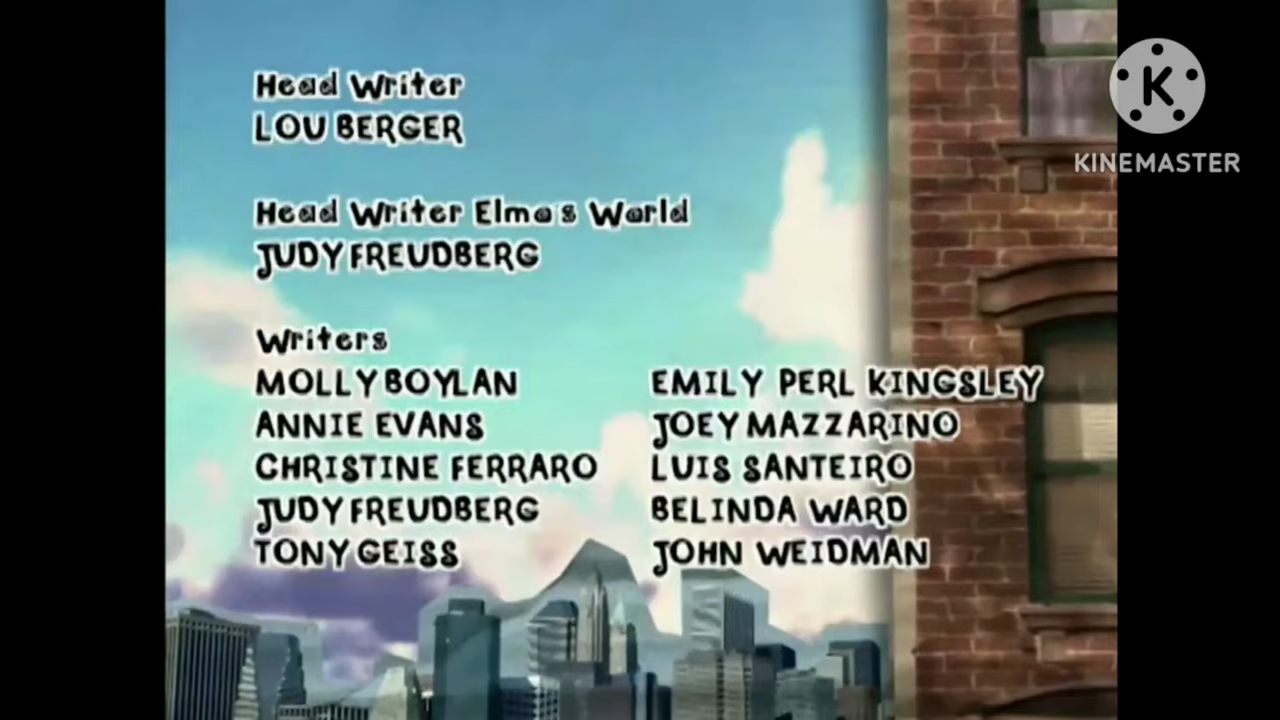 Head Writer
LOU BERGER
Head Writer Elmo's World
JUDY FREUDBERG
Writers
MOLLY BOYLAN
ANNIE EVANS
CHRISTINE FERRARO
JUDY FREUDBERG
TONY GEISS
EMILY PERL KINGSLEY
JOEY MAZZARINO
LUIS SANTEIRO
BELINDA WARD
JOHN WEIDMAN
K
KINEMASTER